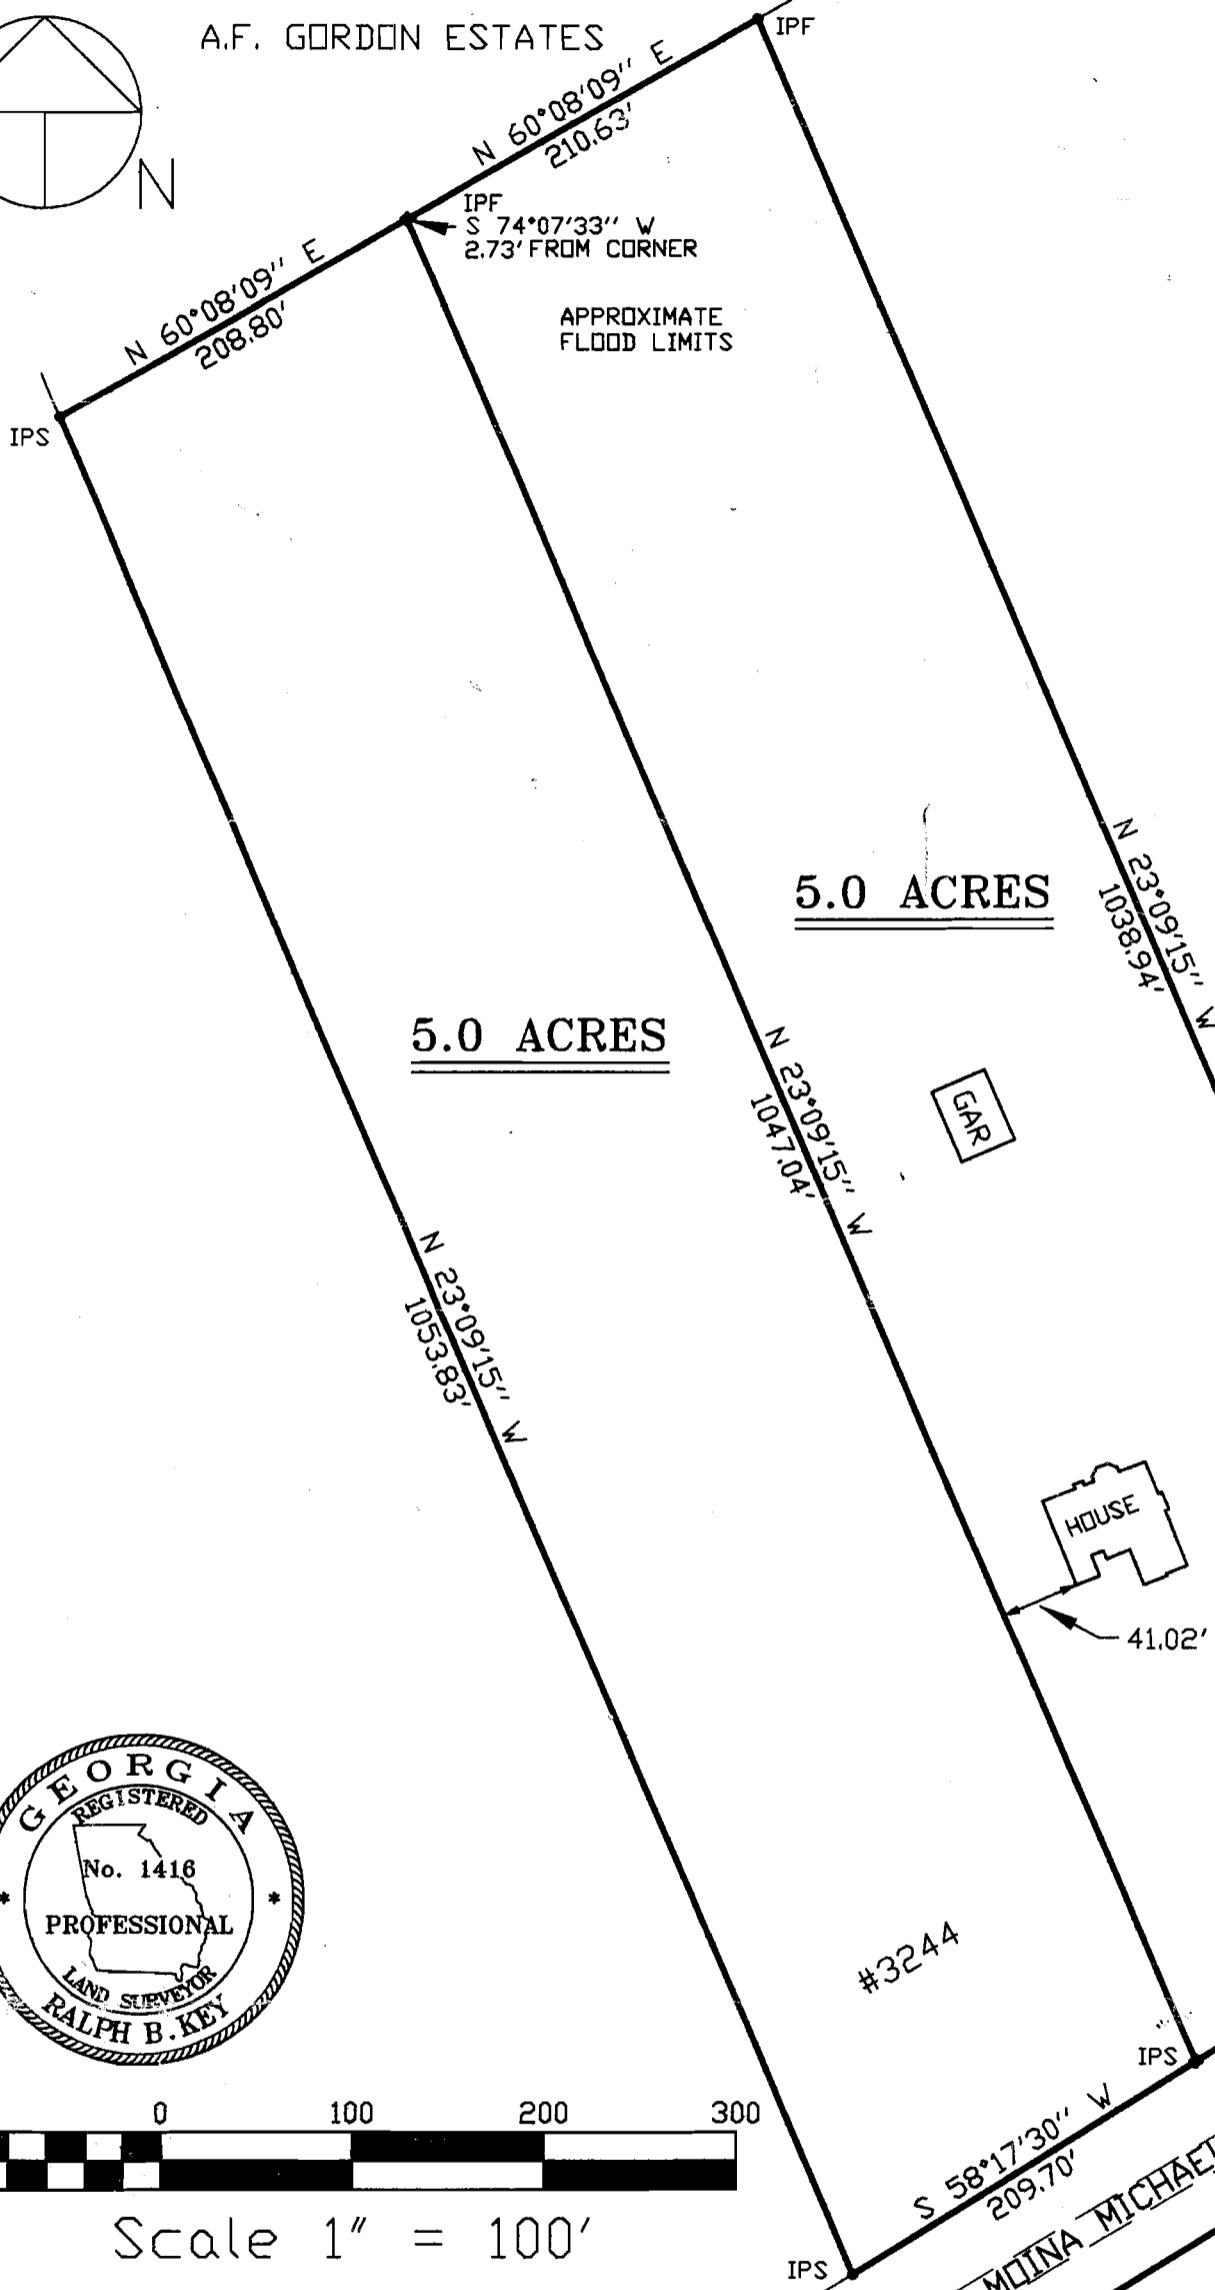 A.F. GORDON ESTATES
N
IPF
N 60°08'09" E
210.63'
IPF
S 74°07'33" W
2.73' FROM CORNER
N 60°08'09" E
208.80'
APPROXIMATE
FLOOD LIMITS
IPS
N 23°09'15" W
1038.94'
5.0 ACRES
5.0 ACRES
N 23°09'15" W
1047.04'
GAR
N 23°09'15" W
1053.83'
HOUSE
41.02'
GEORGIA
REGISTERED
No. 1416
PROFESSIONAL
LAND SURVEYOR
RALPH B. KEY
#3244
IPS
0 100 200 300
S 58°17'30" W
209.70'
Scale 1" = 100'
IPS
MOINA MICHAEL